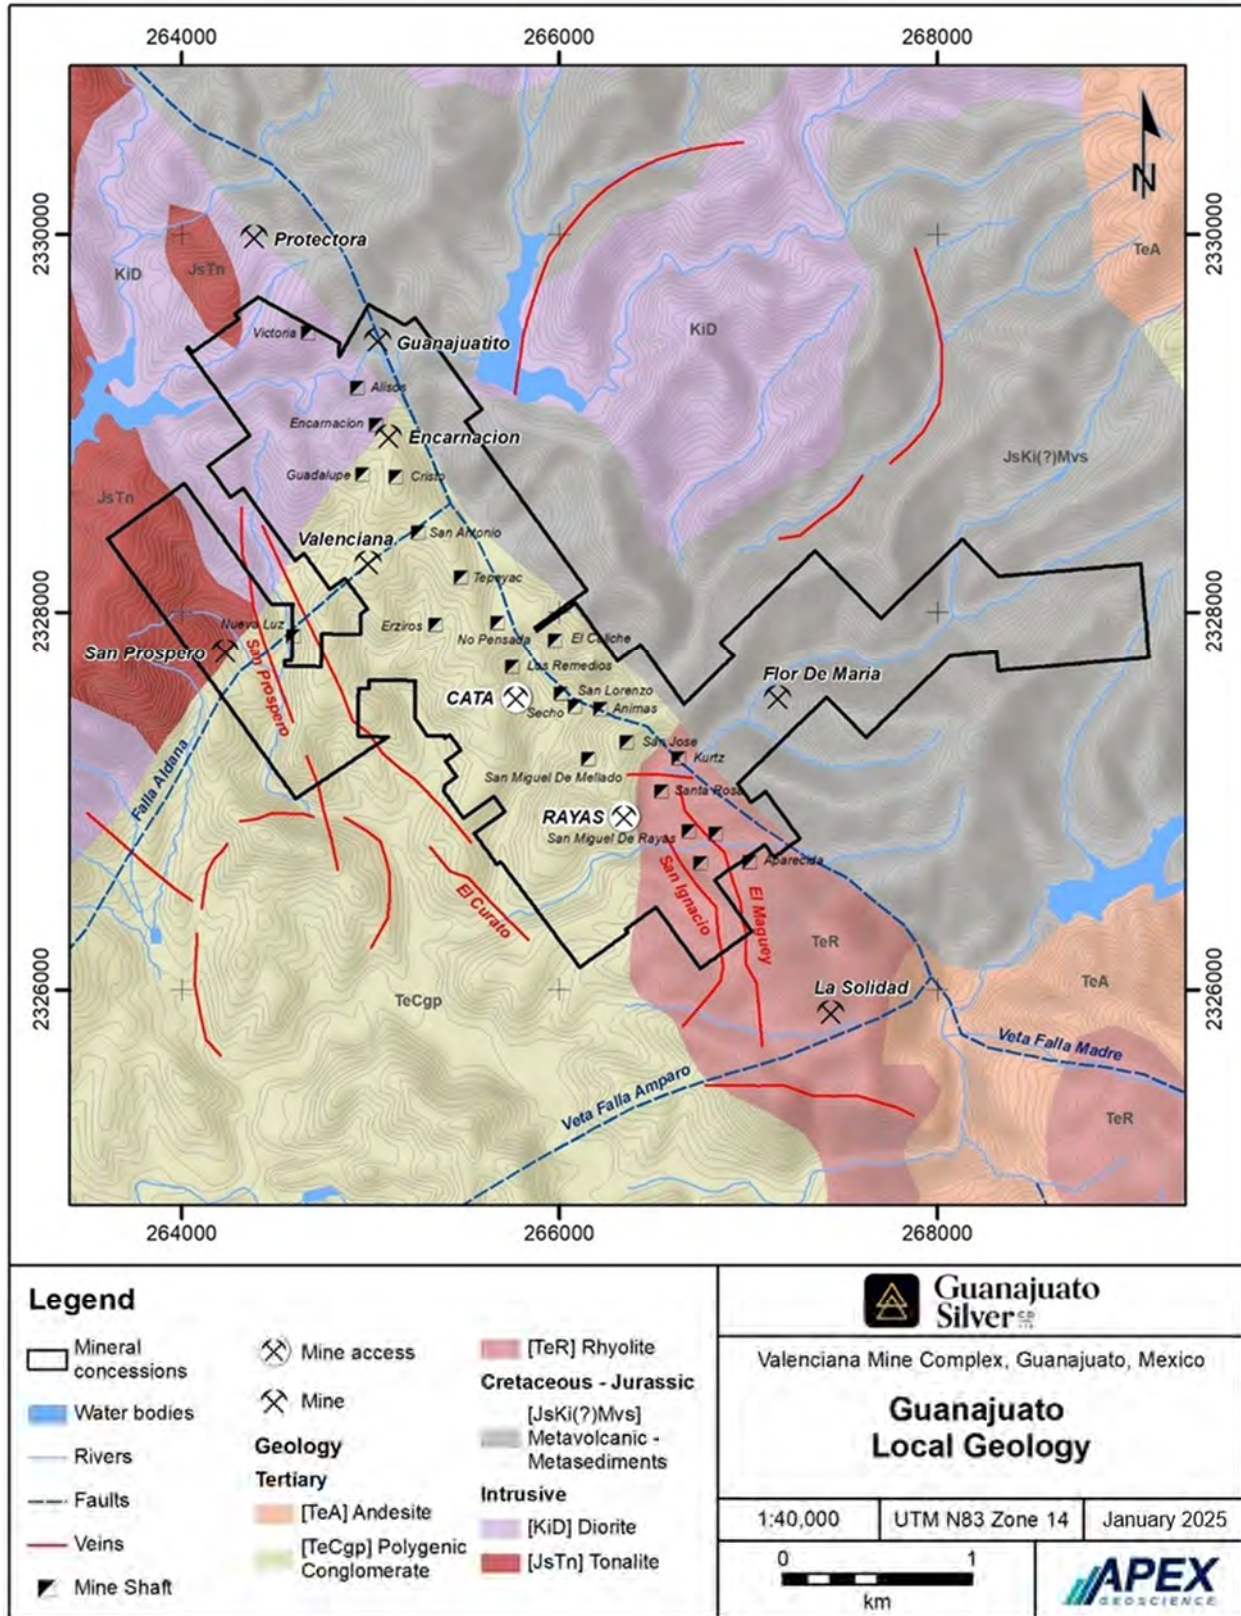 264000 266000 268000
N
2330000 2330000
Protectora
KiD
JsTn
TeA
Victoria
Guanajuatito
KiD
Alisos
Encarnacion
Encarnacion
JsKi(?)Mvs
Guadalupe
Cristo
JsTn
San Antonio
Valenciana
Tepeyac
2328000 2328000
Nueva Luz
Erziros
No Pensada
El Caliche
San Prospero
San Prospero
Los Remedios
Flor De Maria
CATA
San Lorenzo
Secho
Animas
San Jose
Kurtz
Falla Aldana
San Miguel De Mellado
Santa Rosa
RAYAS
San Miguel De Rayas
Aparecida
El Curato
San Ignacio
El Maguey
TeR
2326000 2326000
TeCgp
La Solidad
TeA
Veta Falla Madre
Veta Falla Amparo
TeR
264000 266000 268000
Legend
Mineral
concessions
Water bodies
Rivers
Faults
Veins
Mine Shaft
Mine access
Mine
Geology
Tertiary
[TeA] Andesite
[TeCgp] Polygenic
Conglomerate
[TeR] Rhyolite
Cretaceous - Jurassic
[JsKi(?)Mvs]
Metavolcanic -
Metasediments
Intrusive
[KiD] Diorite
[JsTn] Tonalite
Guanajuato
Silver
Valenciana Mine Complex, Guanajuato, Mexico
Guanajuato
Local Geology
1:40,000 UTM N83 Zone 14 January 2025
0 1
km
APEX
GEOSCIENCE